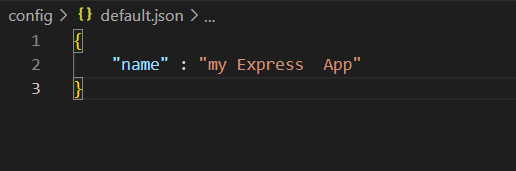 config > {} default.json > ...
1 {
2 "name" : "my Express  App"
3 }